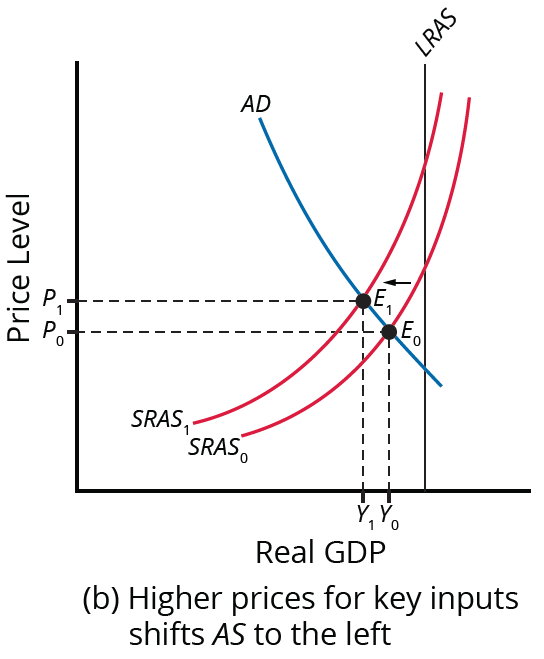 LRAS
AD
Price Level
P1
E1
P0
E0
SRAS1
SRAS0
Y1 Y0
Real GDP
(b) Higher prices for key inputs
shifts AS to the left